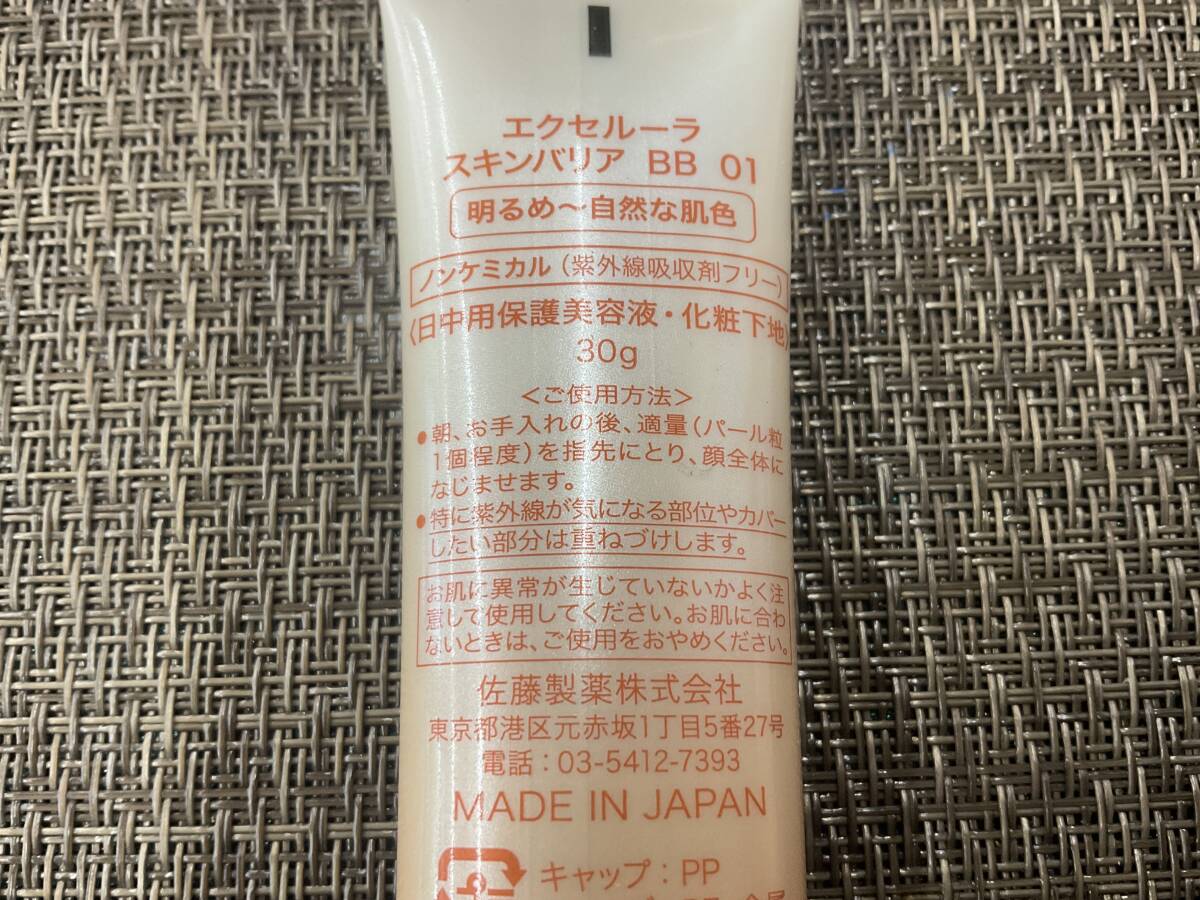 エクセルーラ
スキンバリア BB 01
明るめ～自然な肌色
ノンケミカル（紫外線吸収剤フリー）
〈日中用保護美容液・化粧下地〉
30g
＜ご使用方法＞
●朝、お手入れの後、適量（パール粒
1個程度）を指先にとり、顔全体に
なじませます。
●特に紫外線が気になる部位やカバー
したい部分は重ねづけします。
お肌に異常が生じていないかよく注
意して使用してください。お肌に合わ
ないときは、ご使用をおやめください。
佐藤製薬株式会社
東京都港区元赤坂1丁目5番27号
電話：03-5412-7393
MADE IN JAPAN
キャップ：PP